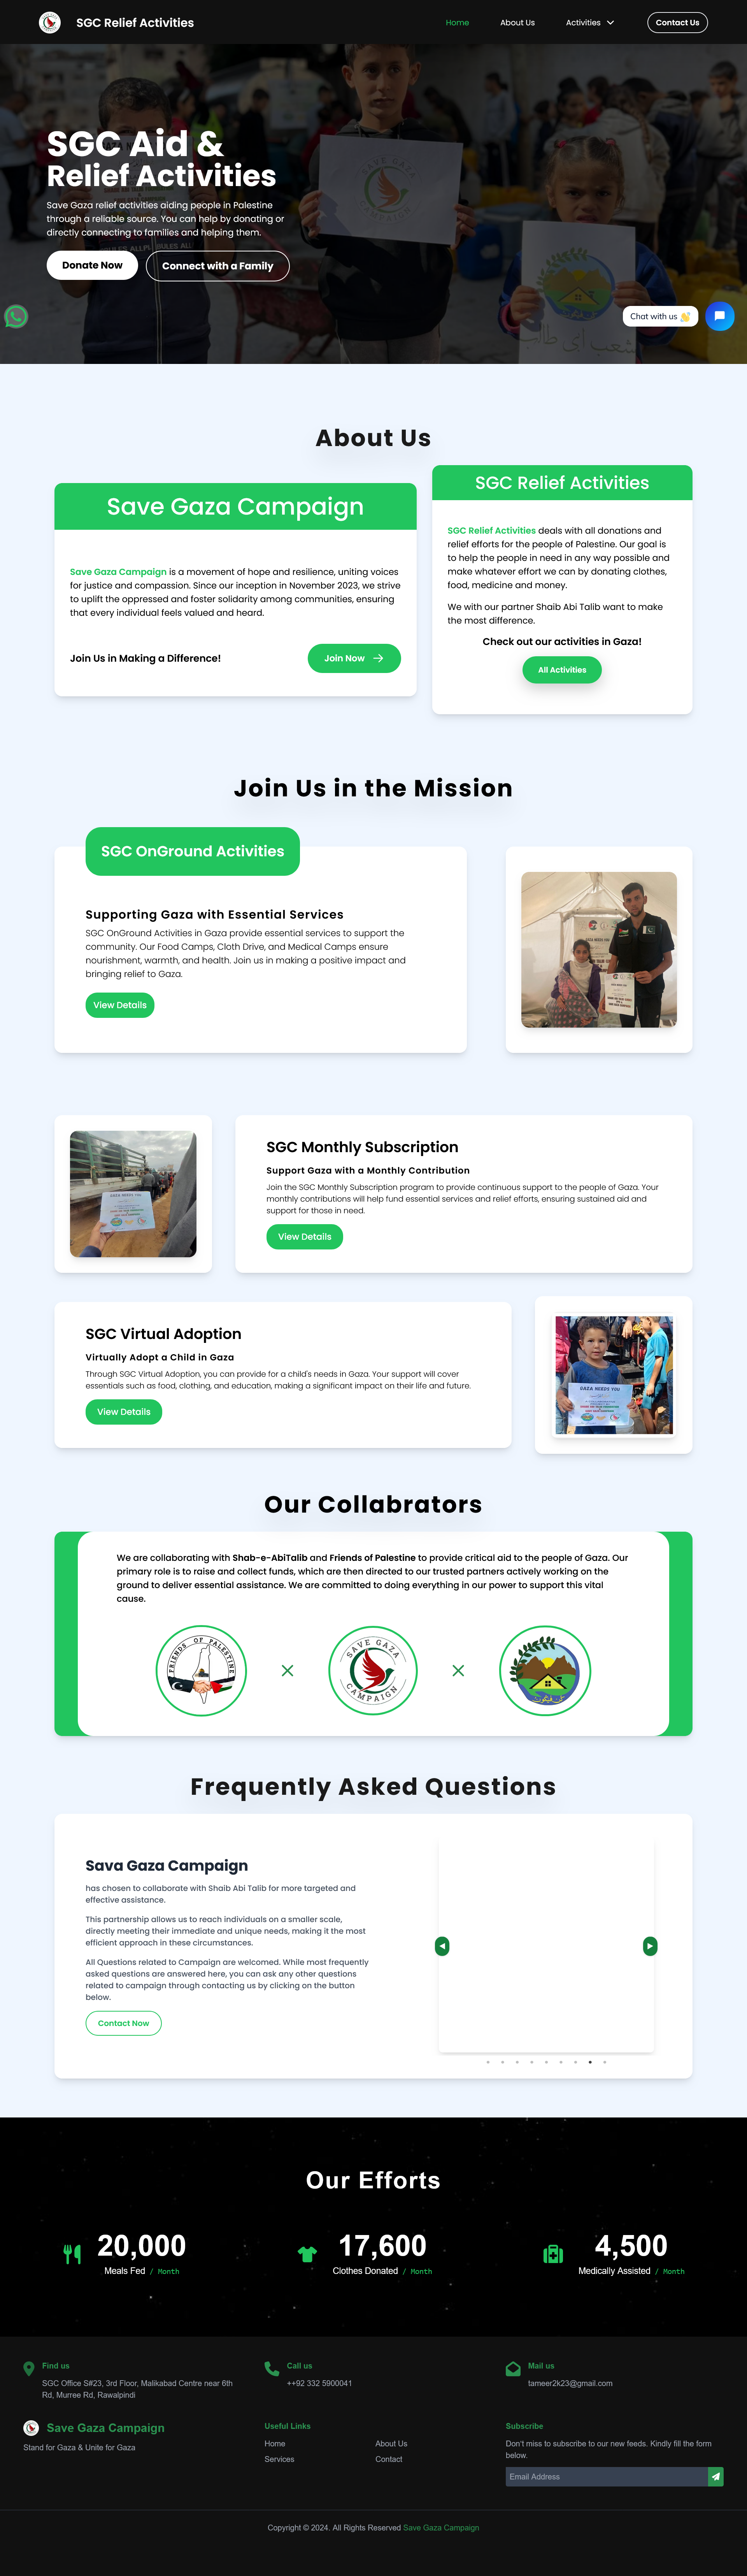 SGC Relief Activities
Home
About Us
Activities
Contact Us
SAVE GAZA
SGC Aid &
Relief Activities
Save Gaza relief activities aiding people in Palestine
through a reliable source. You can help by donating or
directly connecting to families and helping them.
Donate Now
Connect with a Family
Chat with us 👋
About Us
Save Gaza Campaign
Save Gaza Campaign is a movement of hope and resilience, uniting voices
for justice and compassion. Since our inception in November 2023, we strive
to uplift the oppressed and foster solidarity among communities, ensuring
that every individual feels valued and heard.
Join Us in Making a Difference!
Join Now →
SGC Relief Activities
SGC Relief Activities deals with all donations and
relief efforts for the people of Palestine. Our goal is
to help the people in need in any way possible and
make whatever effort we can by donating clothes,
food, medicine and money.
We with our partner Shaib Abi Talib want to make
the most difference.
Check out our activities in Gaza!
All Activities
Join Us in the Mission
SGC OnGround Activities
Supporting Gaza with Essential Services
SGC OnGround Activities in Gaza provide essential services to support the
community. Our Food Camps, Cloth Drive, and Medical Camps ensure
nourishment, warmth, and health. Join us in making a positive impact and
bringing relief to Gaza.
View Details
GAZA NEEDS YOU
SGC Monthly Subscription
Support Gaza with a Monthly Contribution
Join the SGC Monthly Subscription program to provide continuous support to the people of Gaza. Your
monthly contributions will help fund essential services and relief efforts, ensuring sustained aid and
support for those in need.
View Details
SGC Virtual Adoption
Virtually Adopt a Child in Gaza
Through SGC Virtual Adoption, you can provide for a child's needs in Gaza. Your support will cover
essentials such as food, clothing, and education, making a significant impact on their life and future.
View Details
GAZA NEEDS YOU
Our Collabrators
We are collaborating with Shab-e-AbiTalib and Friends of Palestine to provide critical aid to the people of Gaza. Our
primary role is to raise and collect funds, which are then directed to our trusted partners actively working on the
ground to deliver essential assistance. We are committed to doing everything in our power to support this vital
cause.
FRIENDS OF PALESTINE
SAVE GAZA CAMPAIGN
Frequently Asked Questions
Sava Gaza Campaign
has chosen to collaborate with Shaib Abi Talib for more targeted and
effective assistance.
This partnership allows us to reach individuals on a smaller scale,
directly meeting their immediate and unique needs, making it the most
efficient approach in these circumstances.
All Questions related to Campaign are welcomed. While most frequently
asked questions are answered here, you can ask any other questions
related to campaign through contacting us by clicking on the button
below.
Contact Now
Our Efforts
20,000
Meals Fed / Month
17,600
Clothes Donated / Month
4,500
Medically Assisted / Month
Find us
SGC Office S#23, 3rd Floor, Malikabad Centre near 6th
Rd, Murree Rd, Rawalpindi
Call us
++92 332 5900041
Mail us
tameer2k23@gmail.com
Save Gaza Campaign
Stand for Gaza & Unite for Gaza
Useful Links
Home
About Us
Services
Contact
Subscribe
Don't miss to subscribe to our new feeds. Kindly fill the form
below.
Email Address
Copyright © 2024. All Rights Reserved Save Gaza Campaign